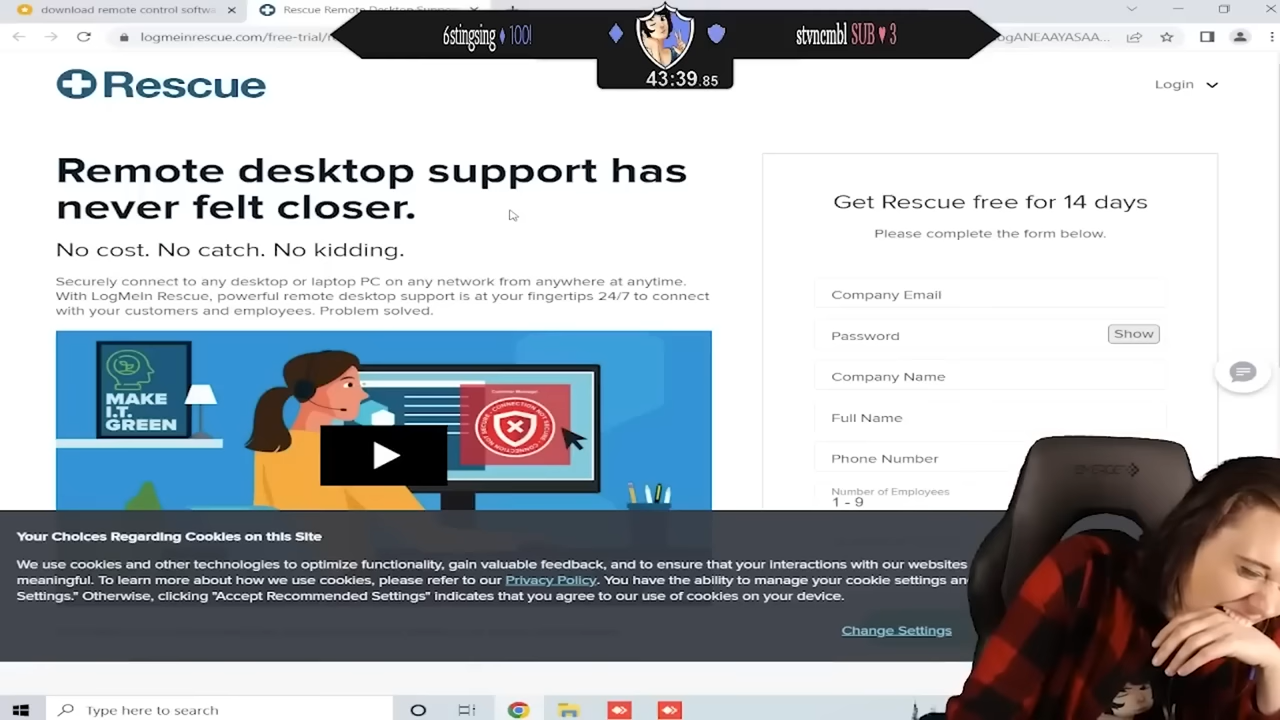 download remote control softwa
Rescue Remote Desktop Suppo
6stingsing 100!
stvncmbl SUB 3
43:39.85
logmeinrescue.com/free-trial/r
ogANEAAYASAA...
Rescue
Login
Remote desktop support has
never felt closer.
No cost. No catch. No kidding.
Securely connect to any desktop or laptop PC on any network from anywhere at anytime.
With LogMeIn Rescue, powerful remote desktop support is at your fingertips 24/7 to connect
with your customers and employees. Problem solved.
MAKE
I.T.
GREEN
CONNECTION NOT SECURE
Get Rescue free for 14 days
Please complete the form below.
Company Email
Password
Show
Company Name
Full Name
Phone Number
Number of Employees
1 - 9
Your Choices Regarding Cookies on this Site
We use cookies and other technologies to optimize functionality, gain valuable feedback, and to ensure that your interactions with our websites
meaningful. To learn more about how we use cookies, please refer to our Privacy Policy. You have the ability to manage your cookie settings an
Settings." Otherwise, clicking "Accept Recommended Settings" indicates that you agree to our use of cookies on your device.
Change Settings
Type here to search